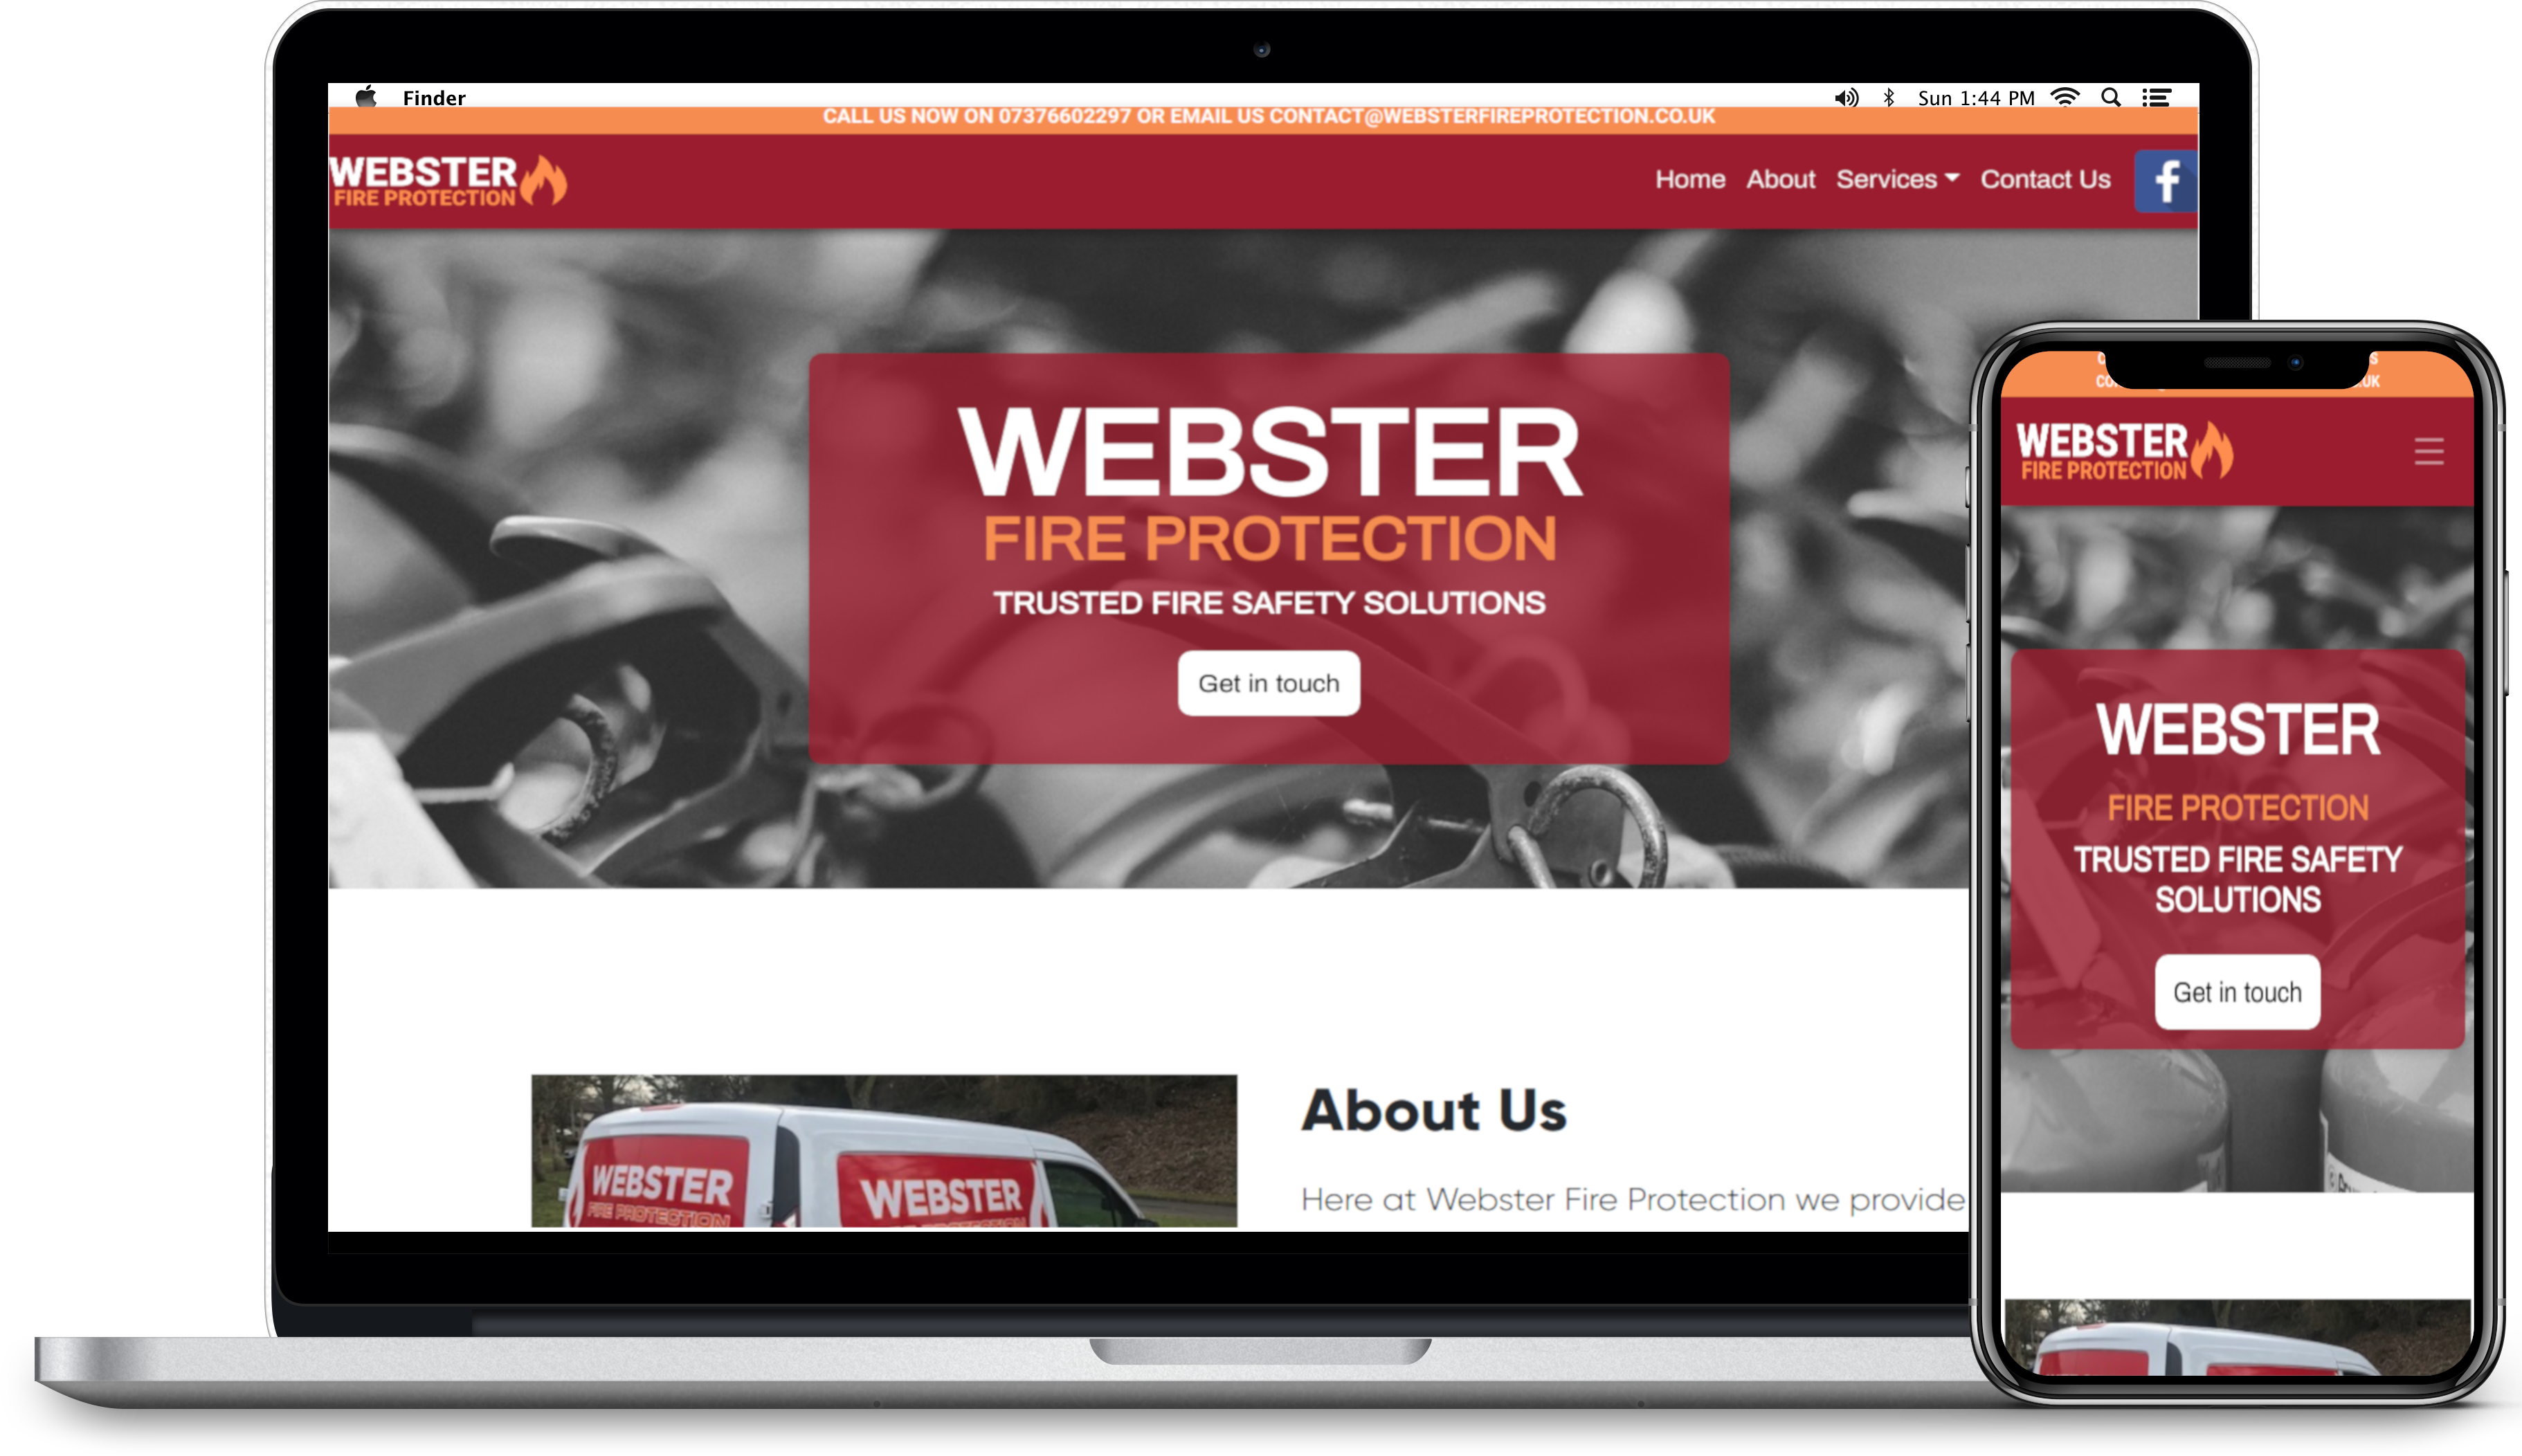 Finder
Sun 1:44 PM
CALL US NOW ON 07376602297 OR EMAIL US CONTACT@WEBSTERFIREPROTECTION.CO.UK
WEBSTER
FIRE PROTECTION
Home About Services Contact Us
f
WEBSTER
FIRE PROTECTION
TRUSTED FIRE SAFETY SOLUTIONS
Get in touch
About Us
Here at Webster Fire Protection we provide
WEBSTER
FIRE PROTECTION
WEBSTER
WEBSTER
FIRE PROTECTION
WEBSTER
FIRE PROTECTION
TRUSTED FIRE SAFETY
SOLUTIONS
Get in touch